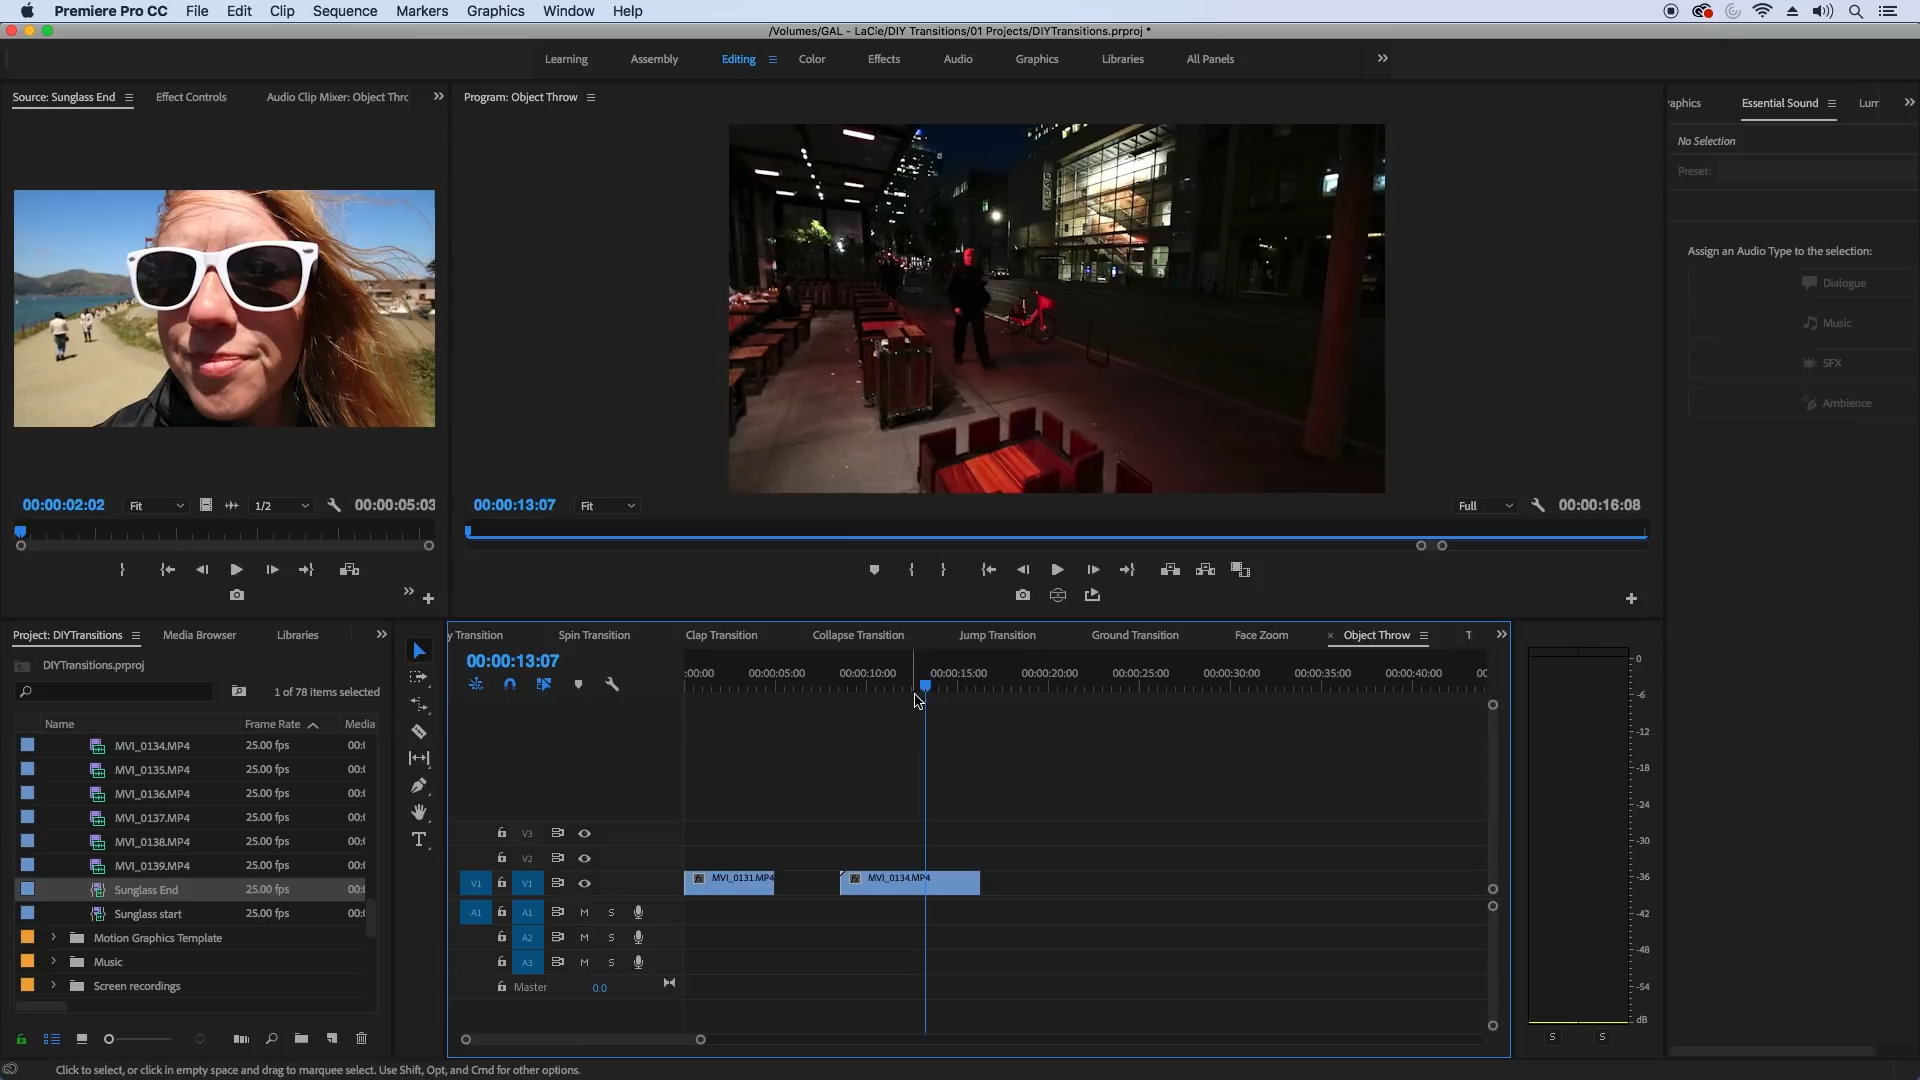 Premiere Pro CC File Edit Clip Sequence Markers Graphics Window Help
/Volumes/GAL - LaCie/DIY Transitions/01 Projects/DIYTransitions.prproj *
Learning Assembly Editing Color Effects Audio Graphics Libraries All Panels
Source: Sunglass End Effect Controls Audio Clip Mixer: Object Thro
Program: Object Throw
raphics Essential Sound Lum
No Selection
Preset:
Assign an Audio Type to the selection:
Dialogue
Music
SFX
Ambience
00:00:02:02 Fit 1/2 00:00:05:03
00:00:13:07 Fit Full 00:00:16:08
Project: DIYTransitions Media Browser Libraries
DIYTransitions.prproj
1 of 78 items selected
Name Frame Rate Media
MVI_0134.MP4 25.00 fps 00:
MVI_0135.MP4 25.00 fps 00:
MVI_0136.MP4 25.00 fps 00:
MVI_0137.MP4 25.00 fps 00:
MVI_0138.MP4 25.00 fps 00:
MVI_0139.MP4 25.00 fps 00:
Sunglass End 25.00 fps 00:
Sunglass start 25.00 fps 00:
Motion Graphics Template
Music
Screen recordings
y Transition Spin Transition Clap Transition Collapse Transition Jump Transition Ground Transition Face Zoom × Object Throw T
00:00:13:07
:00:00 00:00:05:00 00:00:10:00 00:00:15:00 00:00:20:00 00:00:25:00 00:00:30:00 00:00:35:00 00:00:40:00 00
V3
V2
V1 V1 fx MVI_0131.MP4 fx MVI_0134.MP4
A1 A1 M S
A2 M S
A3 M S
Master 0.0
0
-6
-12
-18
-24
-30
-36
-42
-48
-54
dB
S S
Click to select, or click in empty space and drag to marquee select. Use Shift, Opt, and Cmd for other options.